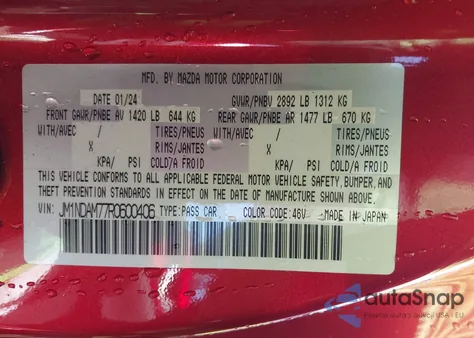 MFD. BY MAZDA MOTOR CORPORATION
DATE 01/24 GVWR/PNBV 2892 LB 1312 KG
FRONT GAWR/PNBE AV 1420 LB 644 KG REAR GAWR/PNBE AR 1477 LB 670 KG
WITH/AVEC / TIRES/PNEUS WITH/AVEC / TIRES/PNEUS
X RIMS/JANTES X RIMS/JANTES
KPA/ PSI COLD/A FROID KPA/ PSI COLD/A FROID
THIS VEHICLE CONFORMS TO ALL APPLICABLE FEDERAL MOTOR VEHICLE SAFETY, BUMPER, AND
THEFT PREVENTION STANDARDS IN EFFECT ON THE DATE OF MANUFACTURE SHOWN ABOVE.
VIN: JM1NDAM77R0600406 TYPE: PASS CAR COLOR CODE: 46V MADE IN JAPAN
autaSnap